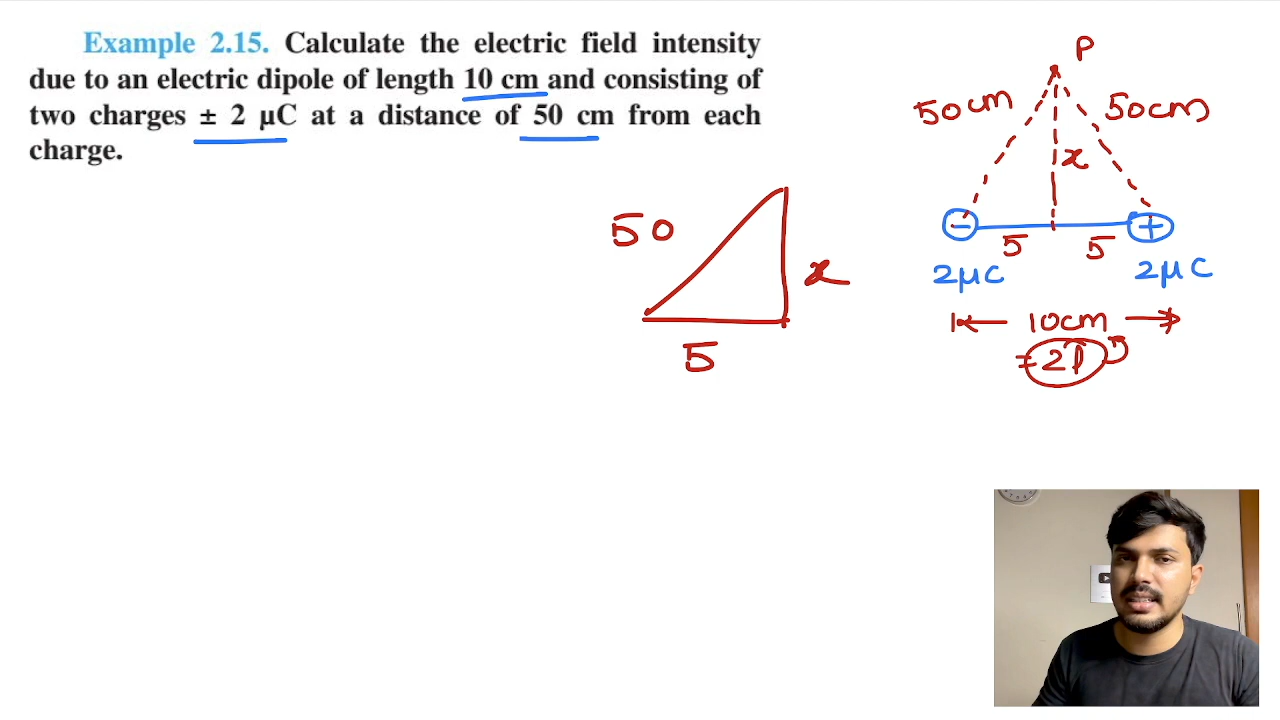 Example 2.15. Calculate the electric field intensity
due to an electric dipole of length 10 cm and consisting of
two charges ± 2 μC at a distance of 50 cm from each
charge.
P
50cm
50cm
x
− +
5 5
2μC 2μC
10cm
=2l
50
x
5